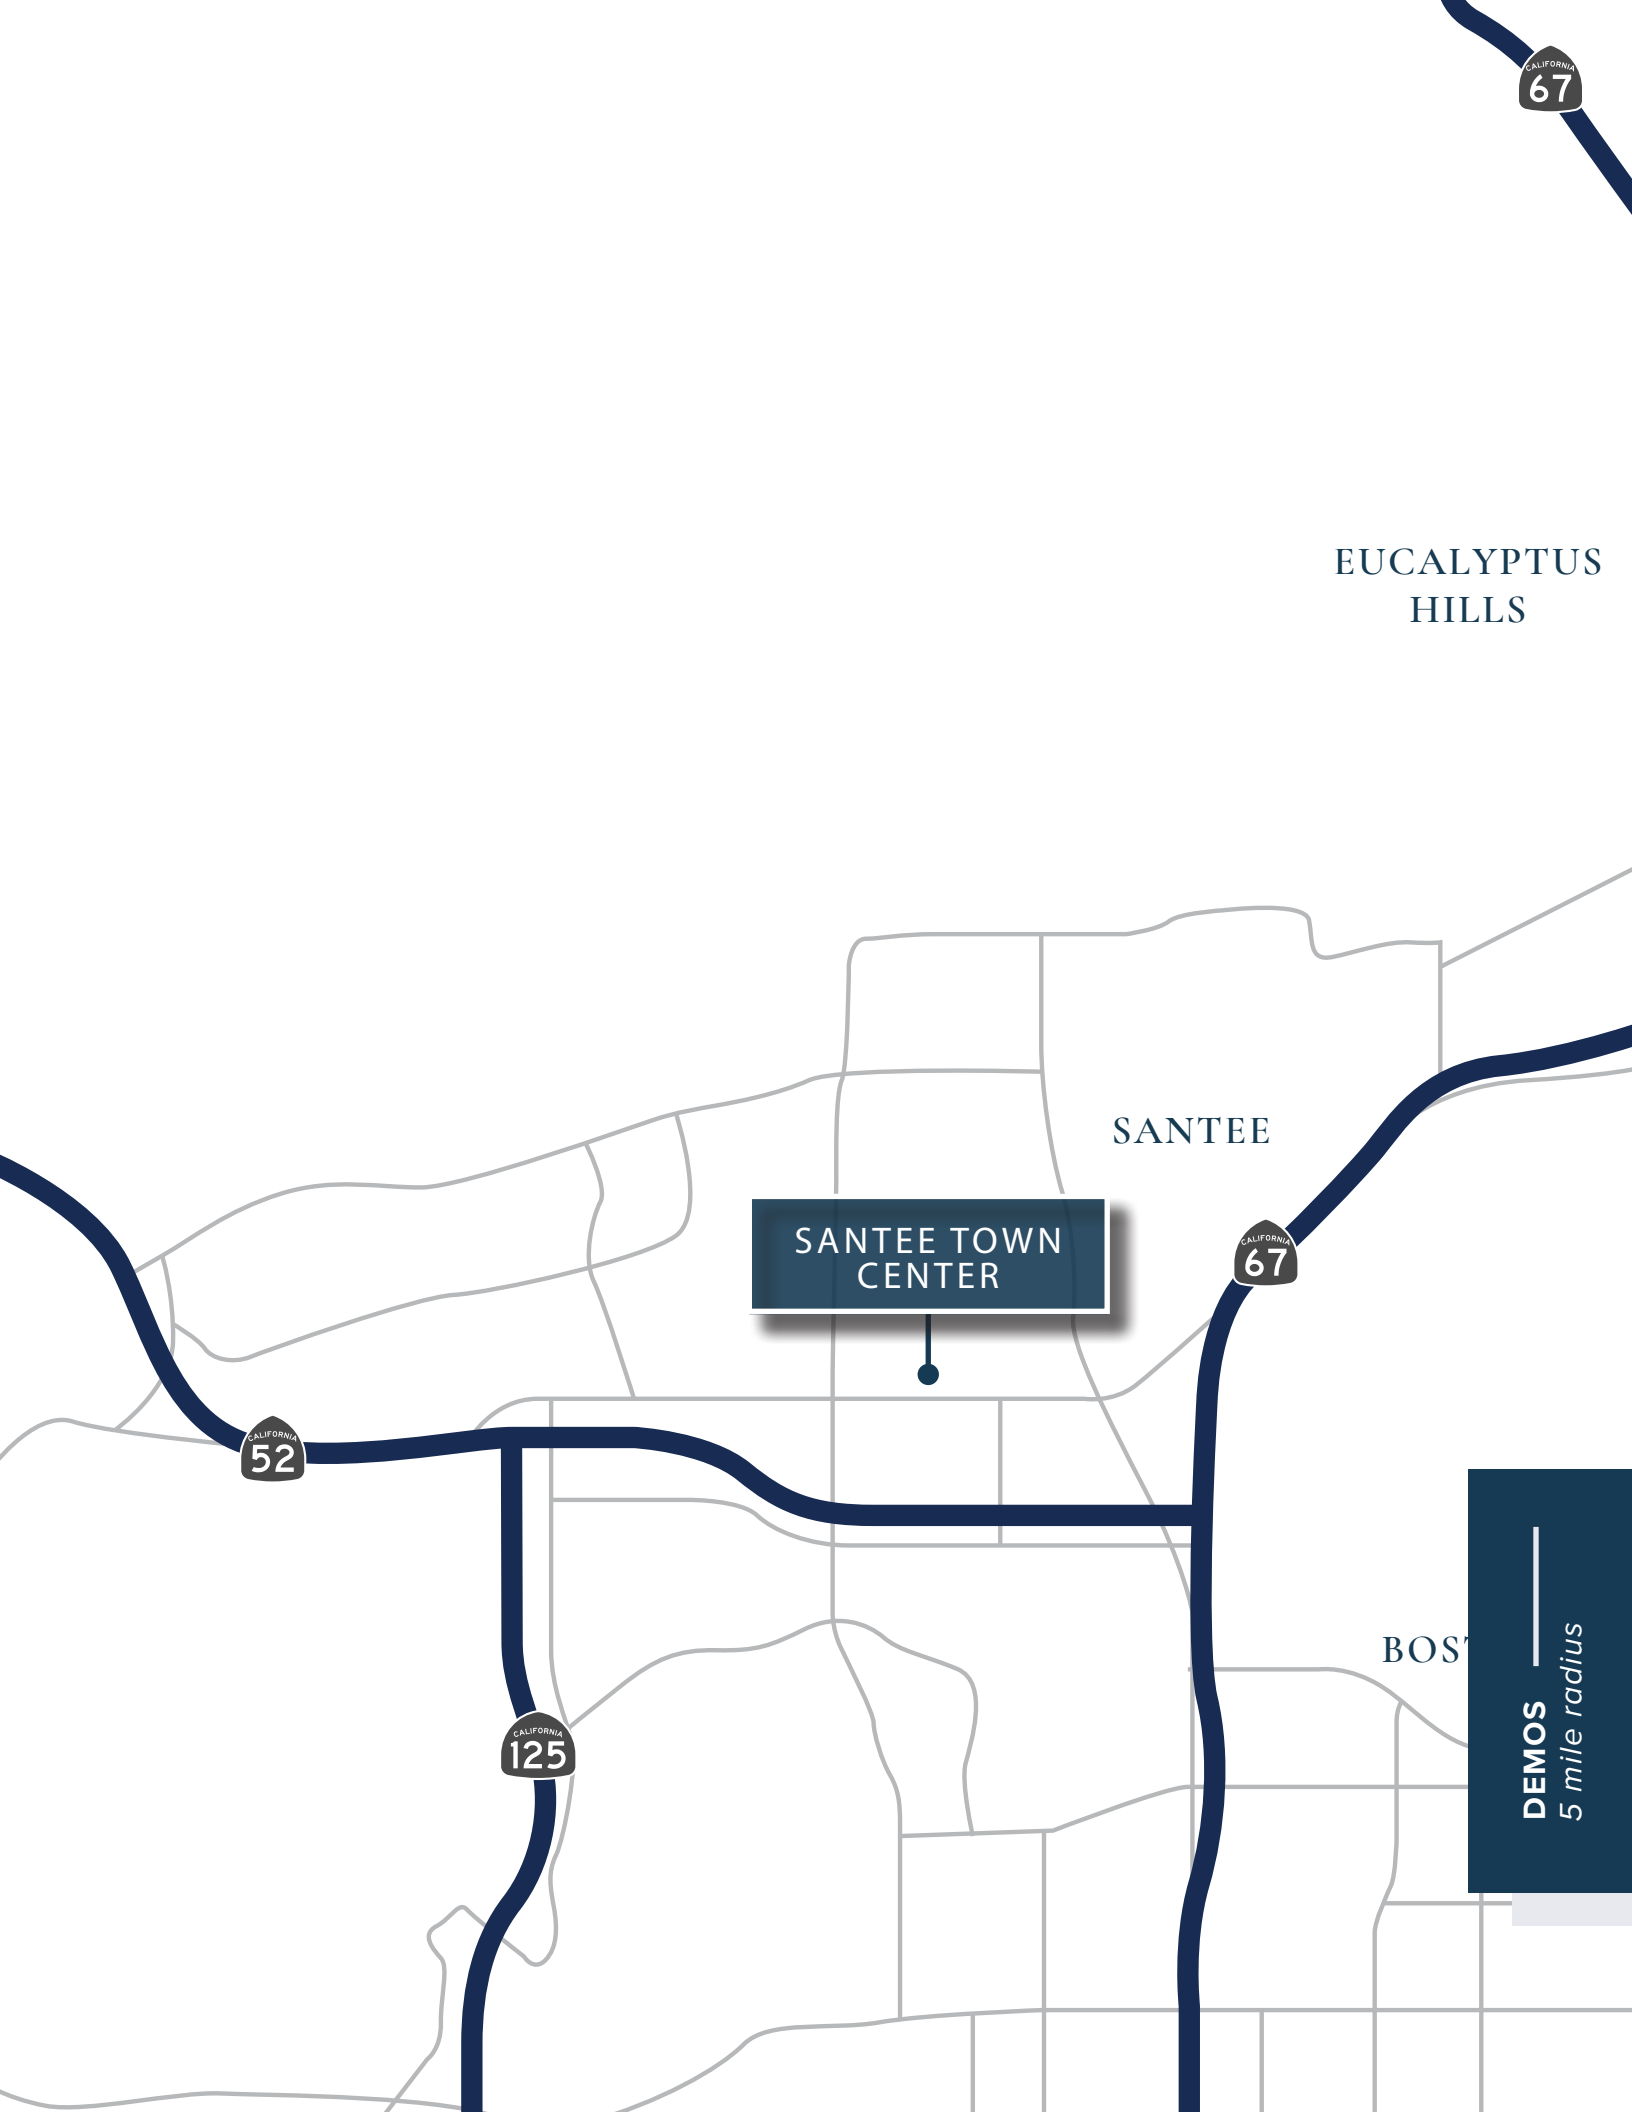 CALIFORNIA
67
EUCALYPTUS
HILLS
SANTEE
SANTEE TOWN
CENTER
CALIFORNIA
67
CALIFORNIA
52
BOS
DEMOS
5 mile radius
CALIFORNIA
125